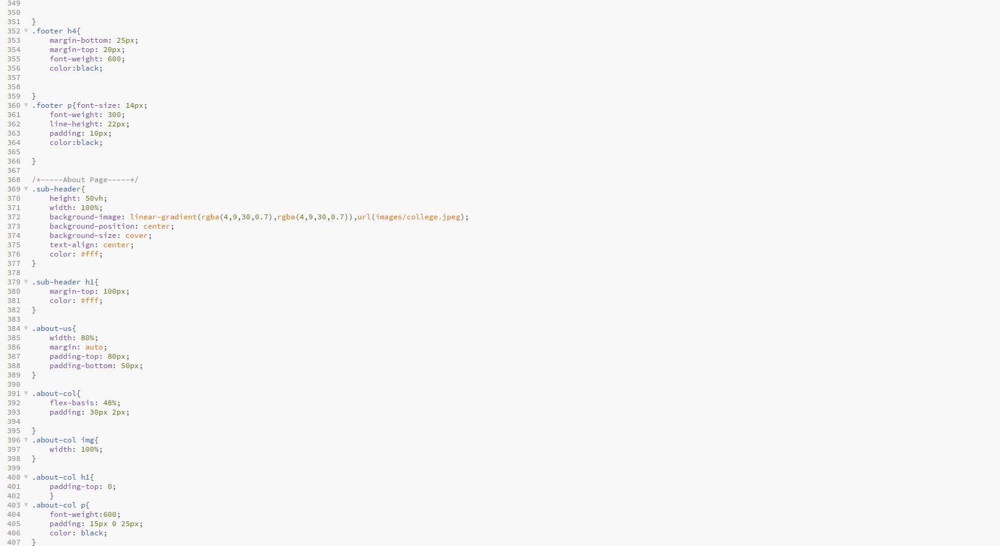 349
350
351 }
352 .footer h4{
353     margin-bottom: 25px;
354     margin-top: 20px;
355     font-weight: 600;
356     color:black;
357
358
359 }
360 .footer p{font-size: 14px;
361     font-weight: 300;
362     line-height: 22px;
363     padding: 10px;
364     color:black;
365
366 }
367
368 /*-----About Page-----*/
369 .sub-header{
370     height: 50vh;
371     width: 100%;
372     background-image: linear-gradient(rgba(4,9,30,0.7),rgba(4,9,30,0.7)),url(images/college.jpeg);
373     background-position: center;
374     background-size: cover;
375     text-align: center;
376     color: #fff;
377 }
378
379 .sub-header h1{
380     margin-top: 100px;
381     color: #fff;
382 }
383
384 .about-us{
385     width: 80%;
386     margin: auto;
387     padding-top: 80px;
388     padding-bottom: 50px;
389 }
390
391 .about-col{
392     flex-basis: 48%;
393     padding: 30px 2px;
394
395 }
396 .about-col img{
397     width: 100%;
398 }
399
400 .about-col h1{
401     padding-top: 0;
402     }
403 .about-col p{
404     font-weight:600;
405     padding: 15px 0 25px;
406     color: black;
407 }